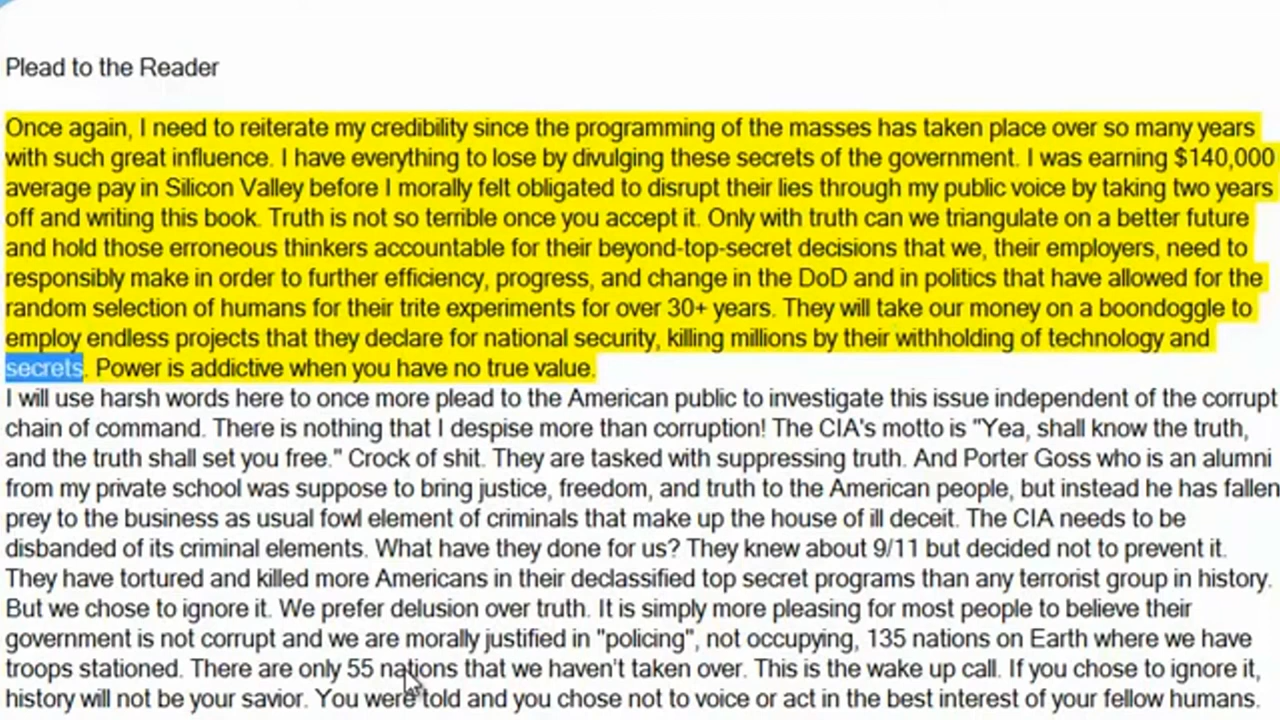 Plead to the Reader
Once again, I need to reiterate my credibility since the programming of the masses has taken place over so many years
with such great influence. I have everything to lose by divulging these secrets of the government. I was earning $140,000
average pay in Silicon Valley before I morally felt obligated to disrupt their lies through my public voice by taking two years
off and writing this book. Truth is not so terrible once you accept it. Only with truth can we triangulate on a better future
and hold those erroneous thinkers accountable for their beyond-top-secret decisions that we, their employers, need to
responsibly make in order to further efficiency, progress, and change in the DoD and in politics that have allowed for the
random selection of humans for their trite experiments for over 30+ years. They will take our money on a boondoggle to
employ endless projects that they declare for national security, killing millions by their withholding of technology and
secrets. Power is addictive when you have no true value.
I will use harsh words here to once more plead to the American public to investigate this issue independent of the corrupt
chain of command. There is nothing that I despise more than corruption! The CIA's motto is "Yea, shall know the truth,
and the truth shall set you free." Crock of shit. They are tasked with suppressing truth. And Porter Goss who is an alumni
from my private school was suppose to bring justice, freedom, and truth to the American people, but instead he has fallen
prey to the business as usual fowl element of criminals that make up the house of ill deceit. The CIA needs to be
disbanded of its criminal elements. What have they done for us? They knew about 9/11 but decided not to prevent it.
They have tortured and killed more Americans in their declassified top secret programs than any terrorist group in history.
But we chose to ignore it. We prefer delusion over truth. It is simply more pleasing for most people to believe their
government is not corrupt and we are morally justified in "policing", not occupying, 135 nations on Earth where we have
troops stationed. There are only 55 nations that we haven't taken over. This is the wake up call. If you chose to ignore it,
history will not be your savior. You were told and you chose not to voice or act in the best interest of your fellow humans.